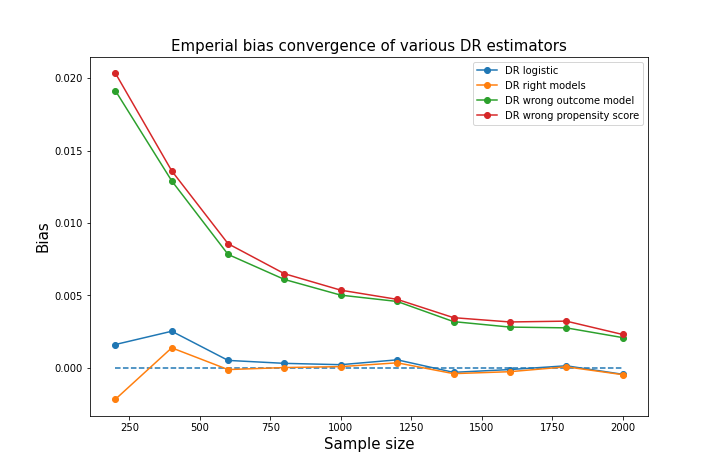 Emperial bias convergence of various DR estimators
DR logistic
DR right models
DR wrong outcome model
DR wrong propensity score
Bias
0.020
0.015
0.010
0.005
0.000
250
500
750
1000
1250
1500
1750
2000
Sample size